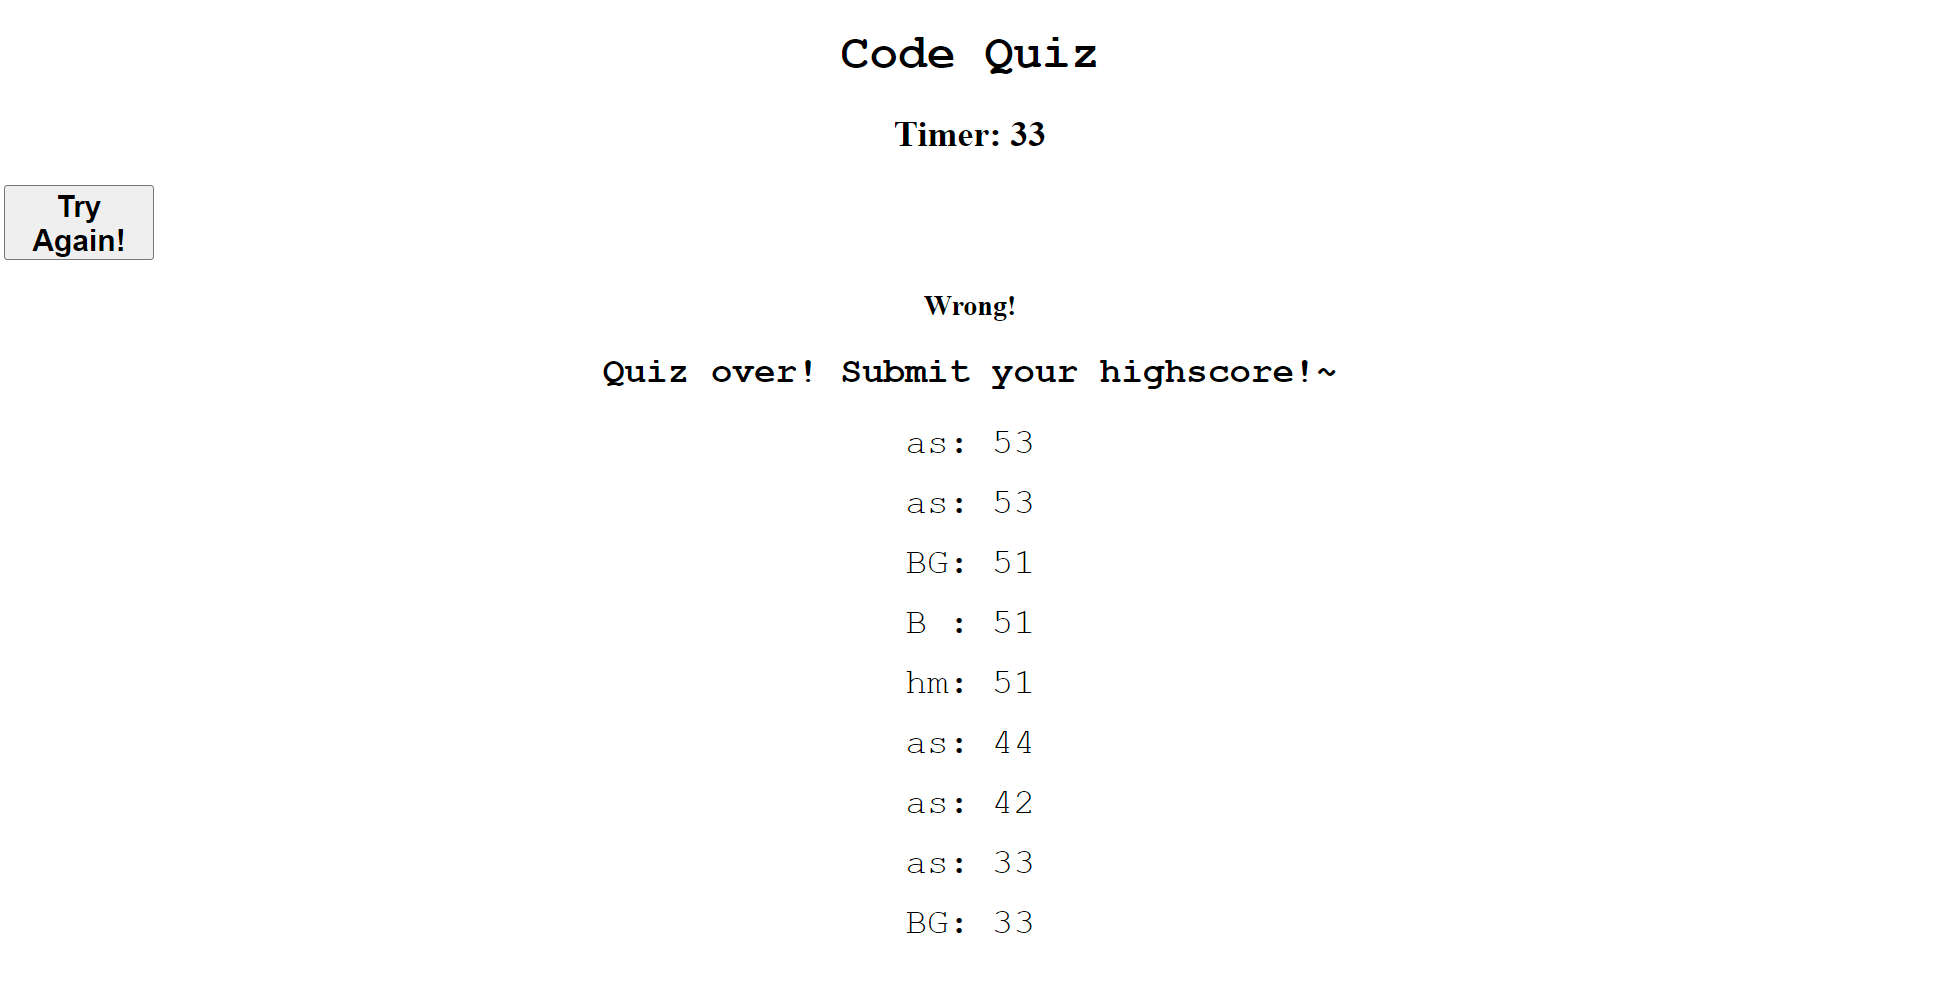 Code Quiz
Timer: 33
Try
Again!
Wrong!
Quiz over! Submit your highscore!~
as: 53
as: 53
BG: 51
B : 51
hm: 51
as: 44
as: 42
as: 33
BG: 33